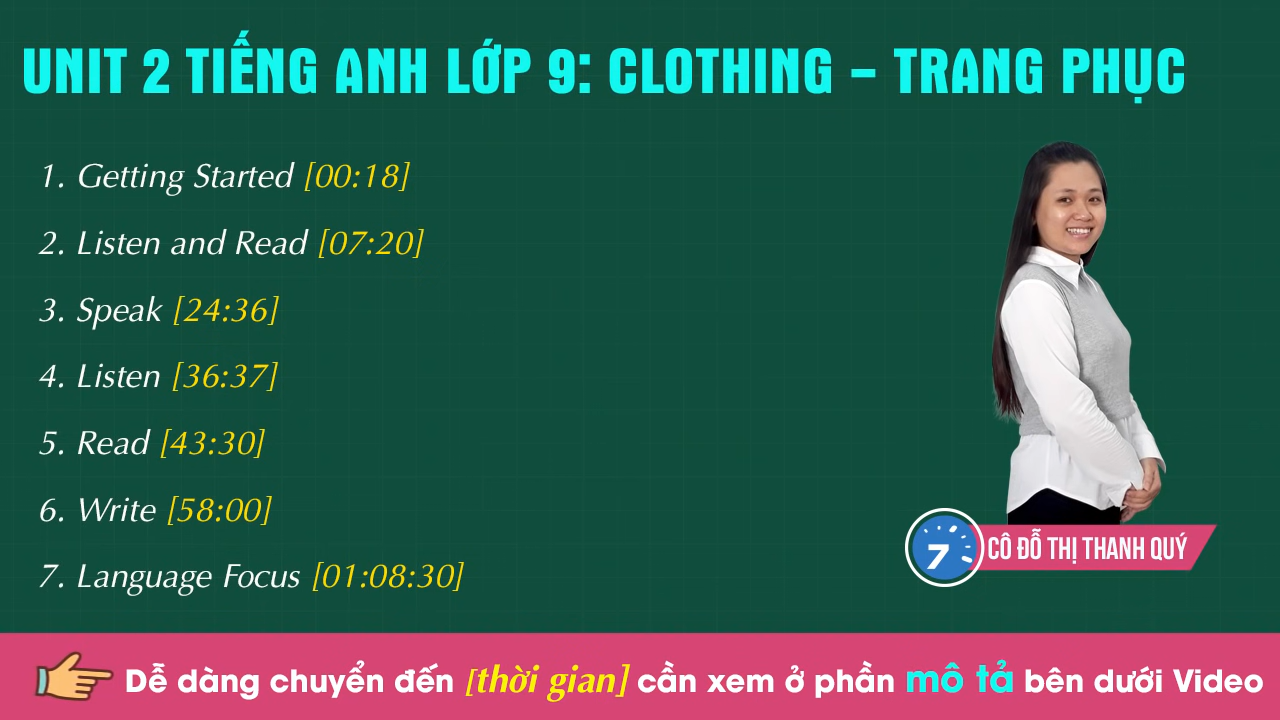 UNIT 2 TIẾNG ANH LỚP 9: CLOTHING – TRANG PHỤC
1. Getting Started [00:18]
2. Listen and Read [07:20]
3. Speak [24:36]
4. Listen [36:37]
5. Read [43:30]
6. Write [58:00]
7. Language Focus [01:08:30]
7 CÔ ĐỖ THỊ THANH QUÝ
Dễ dàng chuyển đến [thời gian] cần xem ở phần mô tả bên dưới Video